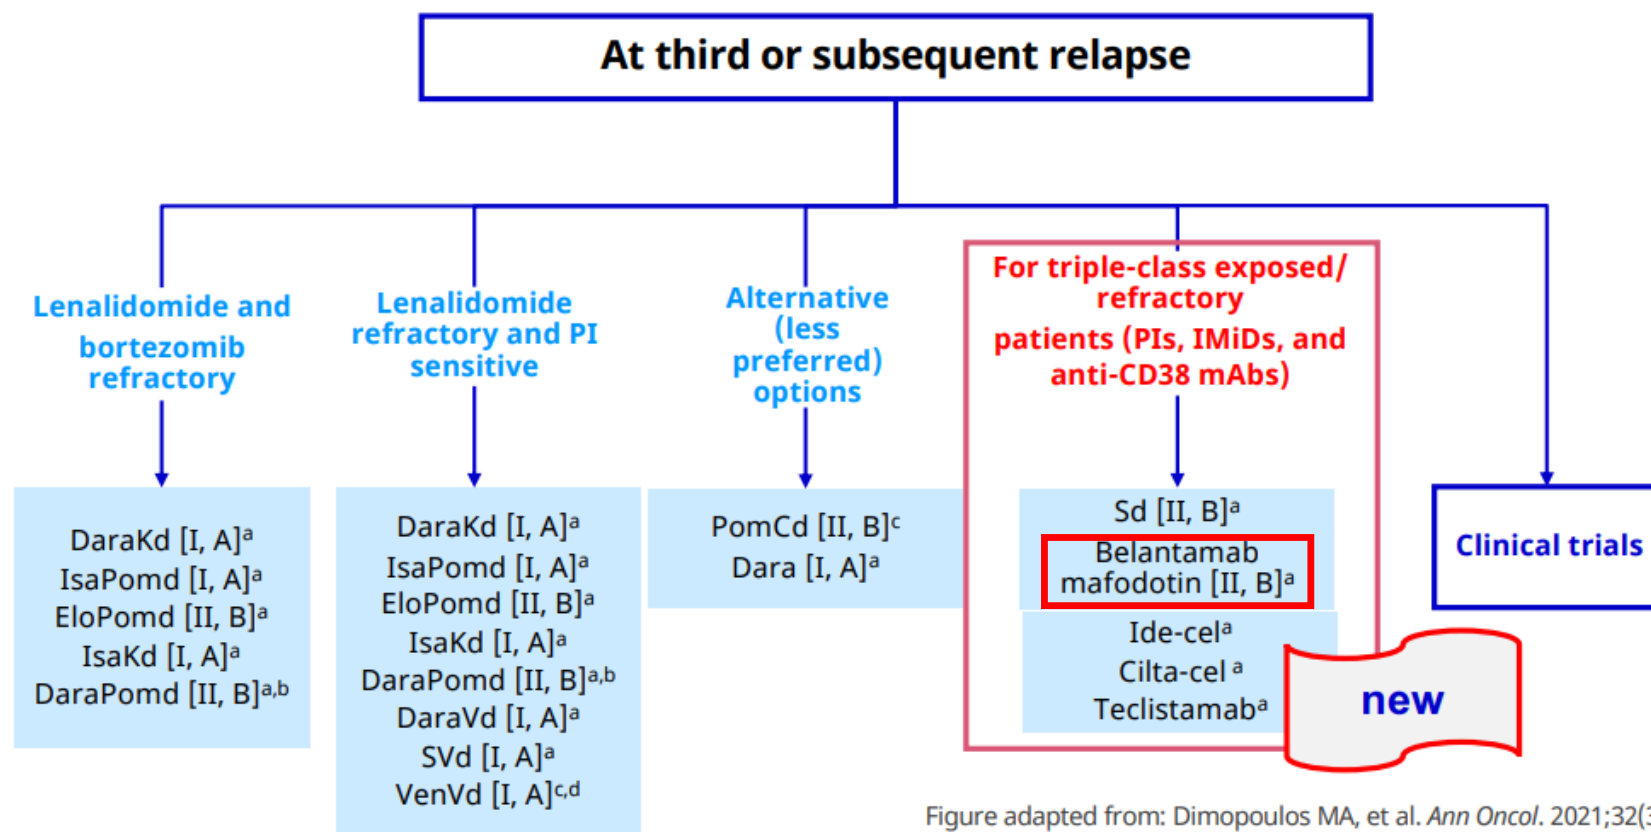 At third or subsequent relapse
Lenalidomide and
bortezomib
refractory
Lenalidomide
refractory and PI
sensitive
Alternative
(less
preferred)
options
For triple-class exposed/
refractory
patients (PIs, IMiDs, and
anti-CD38 mAbs)
DaraKd [I, A]ᵃ
IsaPomd [I, A]ᵃ
EloPomd [II, B]ᵃ
IsaKd [I, A]ᵃ
DaraPomd [II, B]ᵃ,ᵇ
DaraKd [I, A]ᵃ
IsaPomd [I, A]ᵃ
EloPomd [II, B]ᵃ
IsaKd [I, A]ᵃ
DaraPomd [II, B]ᵃ,ᵇ
DaraVd [I, A]ᵃ
SVd [I, A]ᵃ
VenVd [I, A]ᶜ,ᵈ
PomCd [II, B]ᶜ
Dara [I, A]ᵃ
Sd [II, B]ᵃ
Belantamab
mafodotin [II, B]ᵃ
Ide-celᵃ
Cilta-cel ᵃ
Teclistamabᵃ
new
Clinical trials
Figure adapted from: Dimopoulos MA, et al. Ann Oncol. 2021;32(3